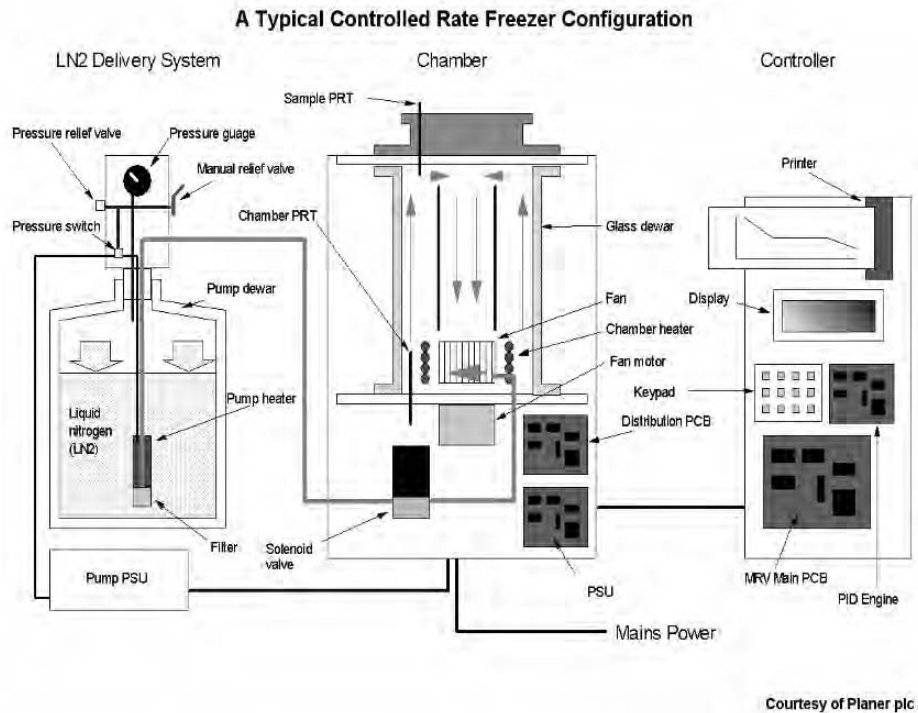 A Typical Controlled Rate Freezer Configuration
LN2 Delivery System
Chamber
Controller
Sample PRT
Pressure relief valve
Pressure guage
Manual relief valve
Printer
Chamber PRT
Pressure switch
Glass dewar
Pump dewar
Fan
Display
Chamber heater
Fan motor
Liquid
nitrogen
(LN2)
Pump heater
Keypad
Distribution PCB
Filter
Solenoid
valve
Pump PSU
PSU
MRV Main PCB
PID Engine
Mains Power
Courtesy of Planer plc